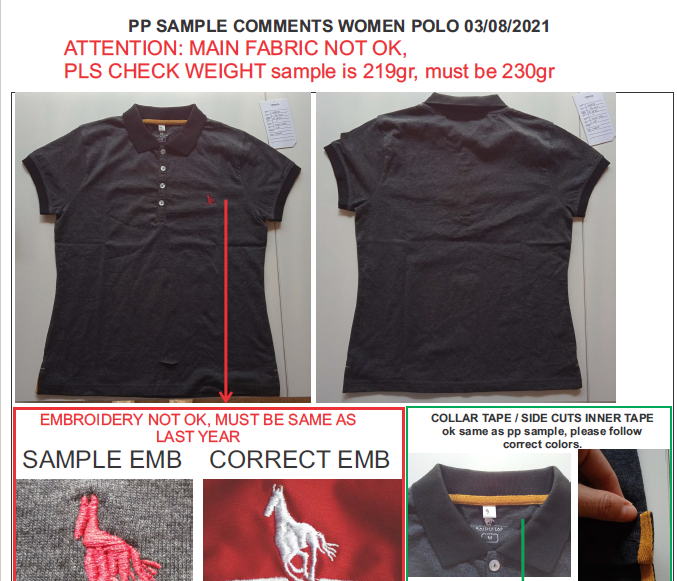 PP SAMPLE COMMENTS WOMEN POLO 03/08/2021
ATTENTION: MAIN FABRIC NOT OK,
PLS CHECK WEIGHT sample is 219gr, must be 230gr
EMBROIDERY NOT OK, MUST BE SAME AS
LAST YEAR
SAMPLE EMB
CORRECT EMB
COLLAR TAPE / SIDE CUTS INNER TAPE
ok same as pp sample, please follow
correct colors.